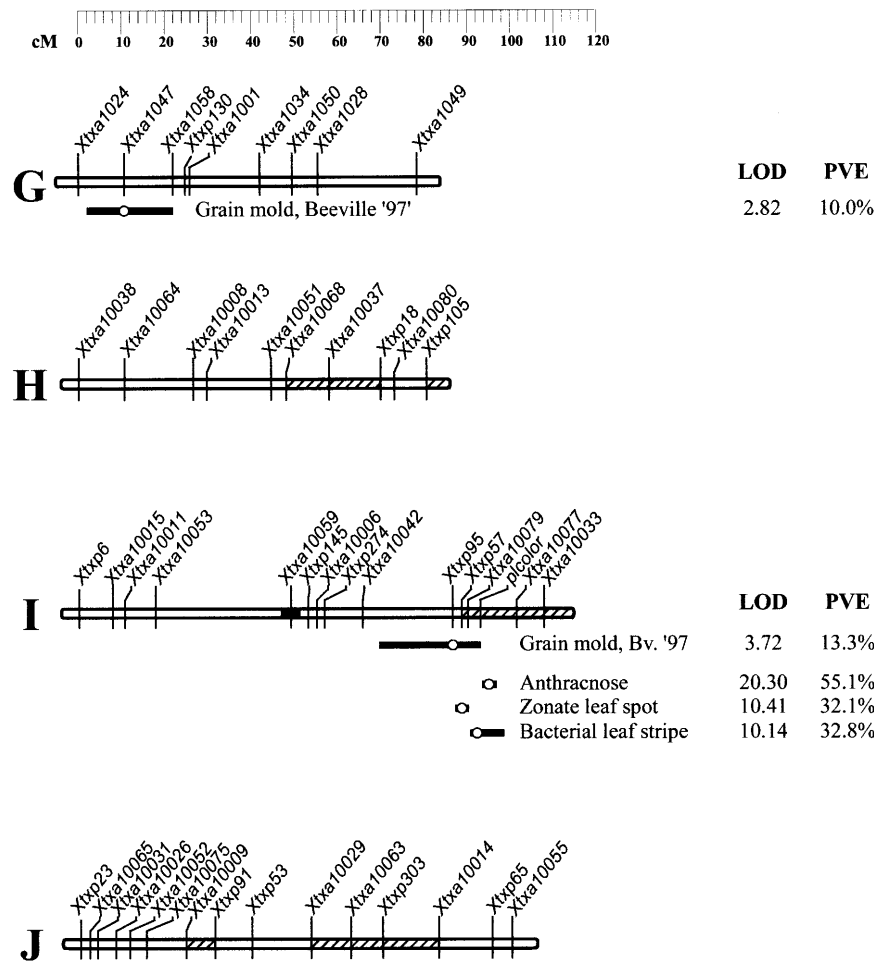 cM 0 10 20 30 40 50 60 70 80 90 100 110 120
Xtxa1024 Xtxa1047 Xtxa1058 Xtxp130 Xtxa1001 Xtxa1034 Xtxa1050 Xtxa1028 Xtxa1049
G
LOD PVE
Grain mold, Beeville '97' 2.82 10.0%
Xtxa10038 Xtxa10064 Xtxa10008 Xtxa10013 Xtxa10051 Xtxa10068 Xtxa10037 Xtxp18 Xtxa10080 Xtxp105
H
Xtxp6 Xtxa10015 Xtxa10011 Xtxa10053 Xtxa10059 Xtxp145 Xtxa10006 Xtxp274 Xtxa10042 Xtxp95 Xtxp57 Xtxa10079 plcolor Xtxa10077 Xtxa10033
I
LOD PVE
Grain mold, Bv. '97 3.72 13.3%
Anthracnose 20.30 55.1%
Zonate leaf spot 10.41 32.1%
Bacterial leaf stripe 10.14 32.8%
Xtxp23 Xtxa10065 Xtxa10031 Xtxa10026 Xtxa10052 Xtxa10075 Xtxa10009 Xtxp91 Xtxp53 Xtxa10029 Xtxa10063 Xtxp303 Xtxa10014 Xtxp65 Xtxa10055
J